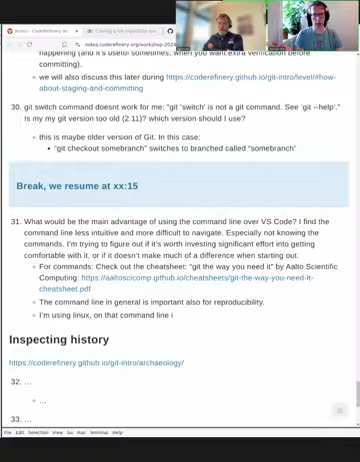 notes.coderefinery.org/workshop-2024
happening (and it's useful sometimes, when you want extra verification before
committing).
we will also discuss this later during https://coderefinery.github.io/git-intro/level/#how-
about-staging-and-committing
30. git switch command doesnt work for me: "git 'switch' is not a git command. See 'git --help'."
Is my my git version too old (2.11)? which version should I use?
this is maybe older version of Git. In this case:
"git checkout somebranch" switches to branched called "somebranch"
Break, we resume at xx:15
31. What would be the main advantage of using the command line over VS Code? I find the
command line less intuitive and more difficult to navigate. Especially not knowing the
commands. I'm trying to figure out if it's worth investing significant effort into getting
comfortable with it, or if it doesn't make much of a difference when starting out.
For commands: Check out the cheatsheet: "git the way you need it" by Aalto Scientific
Computing: https://aaltoscicomp.github.io/cheatsheets/git-the-way-you-need-it-
cheatsheet.pdf
The command line in general is important also for reproducibility.
I'm using linux, on that command line i
Inspecting history
https://coderefinery.github.io/git-intro/archaeology/
32. ...
...
33. ...
File Edit Selection View Go Run Terminal Help